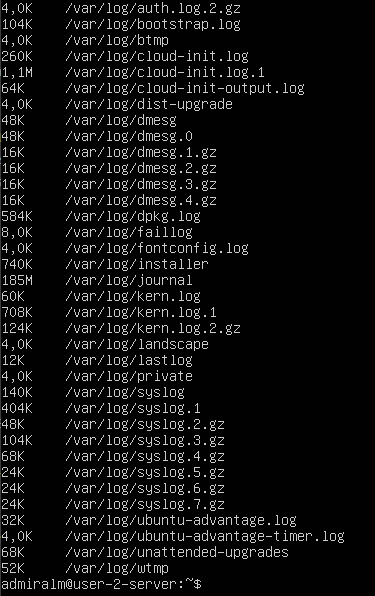 4,0K /var/log/auth.log.2.gz
104K /var/log/bootstrap.log
4,0K /var/log/btmp
260K /var/log/cloud-init.log
1,1M /var/log/cloud-init.log.1
64K /var/log/cloud-init-output.log
4,0K /var/log/dist-upgrade
48K /var/log/dmesg
48K /var/log/dmesg.0
16K /var/log/dmesg.1.gz
16K /var/log/dmesg.2.gz
16K /var/log/dmesg.3.gz
16K /var/log/dmesg.4.gz
584K /var/log/dpkg.log
8,0K /var/log/faillog
4,0K /var/log/fontconfig.log
740K /var/log/installer
185M /var/log/journal
60K /var/log/kern.log
708K /var/log/kern.log.1
124K /var/log/kern.log.2.gz
4,0K /var/log/landscape
12K /var/log/lastlog
4,0K /var/log/private
140K /var/log/syslog
404K /var/log/syslog.1
48K /var/log/syslog.2.gz
104K /var/log/syslog.3.gz
68K /var/log/syslog.4.gz
24K /var/log/syslog.5.gz
24K /var/log/syslog.6.gz
24K /var/log/syslog.7.gz
32K /var/log/ubuntu-advantage.log
4,0K /var/log/ubuntu-advantage-timer.log
68K /var/log/unattended-upgrades
52K /var/log/wtmp
admiralm@user-2-server:~$